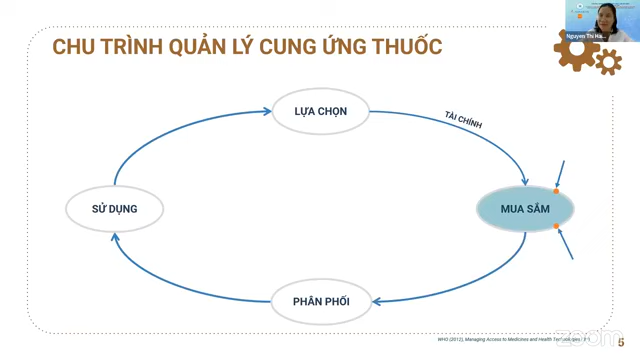 Nguyen Thi Ha...
CHU TRÌNH QUẢN LÝ CUNG ỨNG THUỐC
LỰA CHỌN
TÀI CHÍNH
SỬ DỤNG
MUA SẮM
PHÂN PHỐI
WHO (2012), Managing Access to Medicines and Health
5
zoom